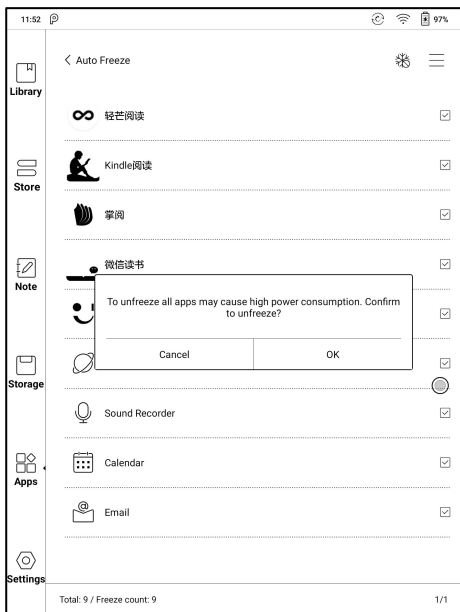 11:52
97%
Auto Freeze
Library
轻芒阅读
Kindle阅读
Store
掌阅
微信读书
Note
To unfreeze all apps may cause high power consumption. Confirm
to unfreeze?
Cancel
OK
Storage
Sound Recorder
Calendar
Apps
Email
Settings
Total: 9 / Freeze count: 9
1/1